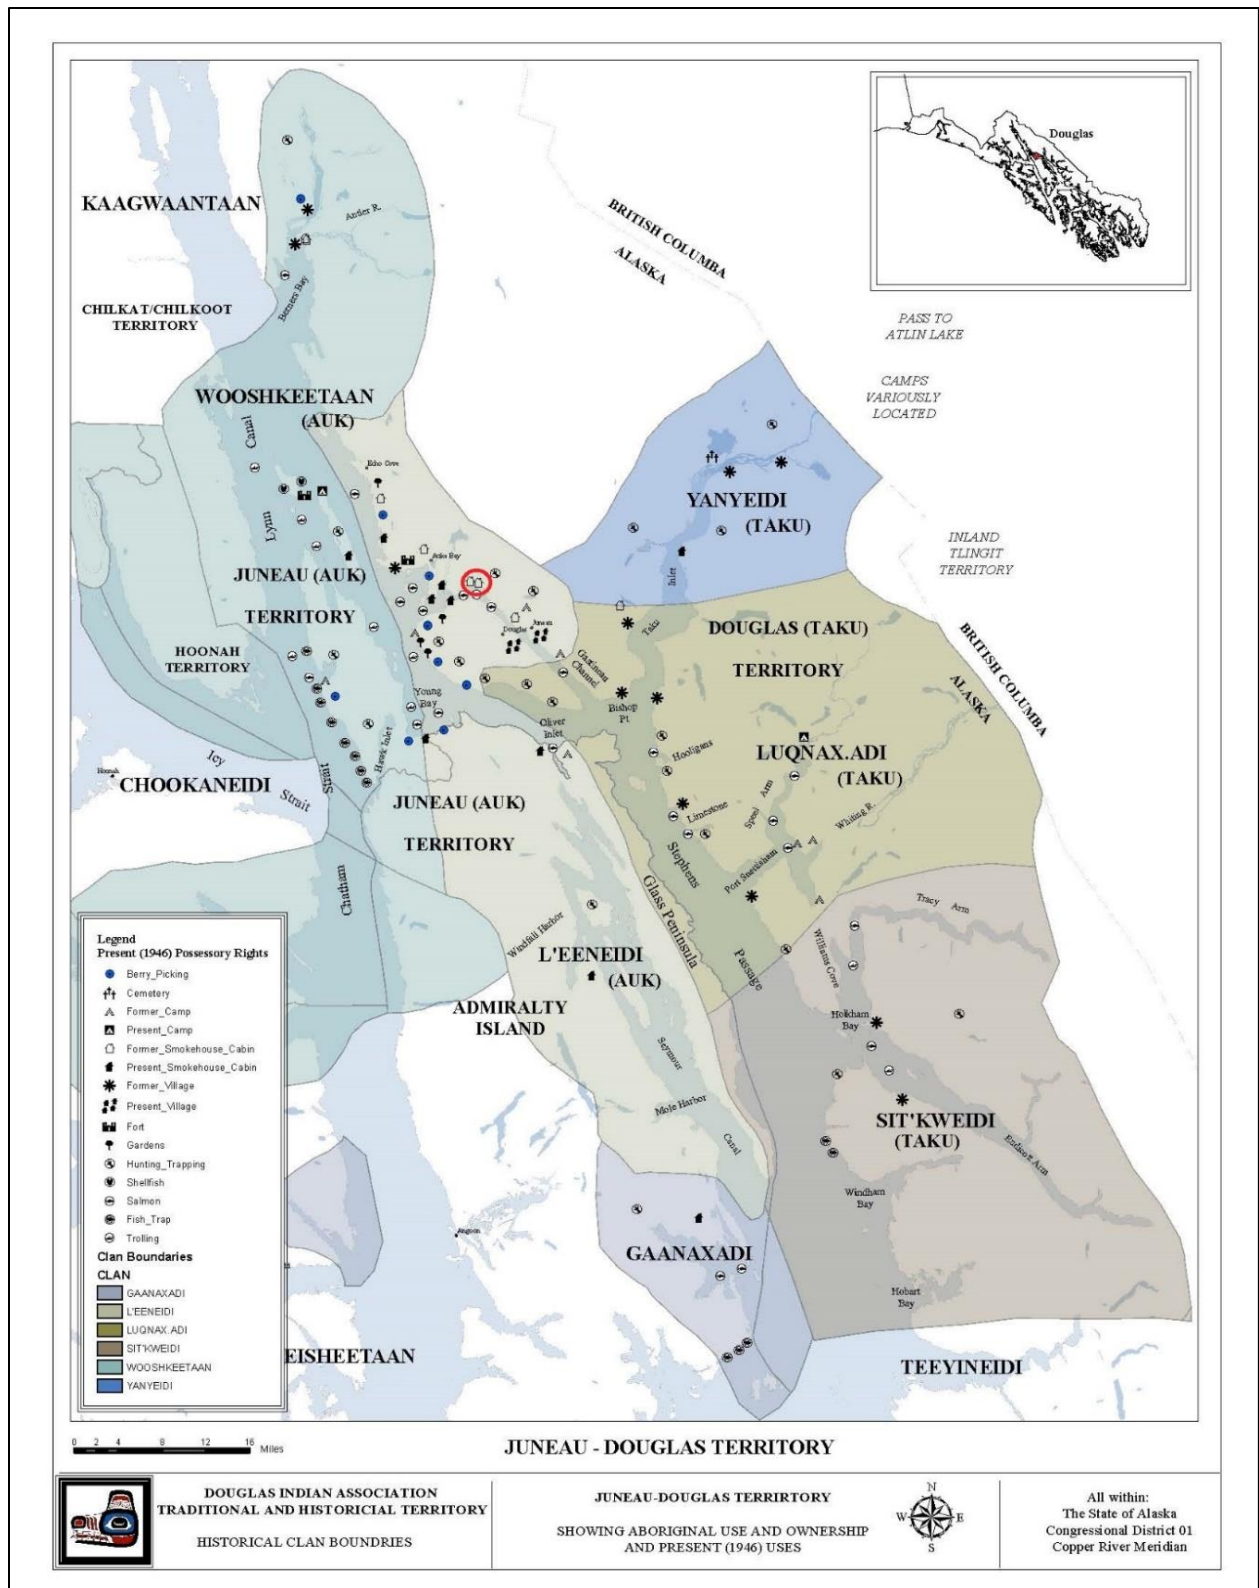 Douglas
KAAGWAANTAAN
Antler R.
BRITISH COLUMBA
ALASKA
Berners Bay
CHILKAT/CHILKOOT
TERRITORY
PASS TO
ATLIN LAKE
CAMPS
VARIOUSLY
LOCATED
WOOSHKEETAAN
(AUK)
Lynn Canal
Echo Cove
YANYEIDI
(TAKU)
INLAND
TLINGIT
TERRITORY
Auke Bay
JUNEAU (AUK)
TERRITORY
Taku Inlet
Douglas
Juneau
DOUGLAS (TAKU)
TERRITORY
BRITISH COLUMBA
ALASKA
HOONAH
TERRITORY
Gastineau
Channel
Young
Bay
Bishop
Pt
Oliver
Inlet
Hooligans
LUQNAX.ADI
(TAKU)
Hoonah
Icy
Strait
CHOOKANEIDI
Hawk Inlet
JUNEAU (AUK)
TERRITORY
Limestone
Speel Arm
Whiting R.
Port Snettisham
Chatham
Strait
Stephens
Passage
Glass Peninsula
Tracy Arm
Williams Cove
Windfall Harbor
L'EENEIDI
(AUK)
ADMIRALTY
ISLAND
Holkham
Bay
Seymour
Canal
Mole Harbor
SIT'KWEIDI
(TAKU)
Endicott Arm
Windham
Bay
Angoon
GAANAXADI
Hobart
Bay
EISHEETAAN
TEEYINEIDI
Legend
Present (1946) Possessory Rights
Berry_Picking
Cemetery
Former_Camp
Present_Camp
Former_Smokehouse_Cabin
Present_Smokehouse_Cabin
Former_Village
Present_Village
Fort
Gardens
Hunting_Trapping
Shellfish
Salmon
Fish_Trap
Trolling
Clan Boundaries
CLAN
GAANAXADI
L'EENEIDI
LUQNAX.ADI
SIT'KWEIDI
WOOSHKEETAAN
YANYEIDI
0 2 4 8 12 16 Miles
JUNEAU - DOUGLAS TERRITORY
DOUGLAS INDIAN ASSOCIATION
TRADITIONAL AND HISTORICIAL TERRITORY
HISTORICAL CLAN BOUNDRIES
JUNEAU-DOUGLAS TERRIRTORY
SHOWING ABORIGINAL USE AND OWNERSHIP
AND PRESENT (1946) USES
N
W E
S
All within:
The State of Alaska
Congressional District 01
Copper River Meridian